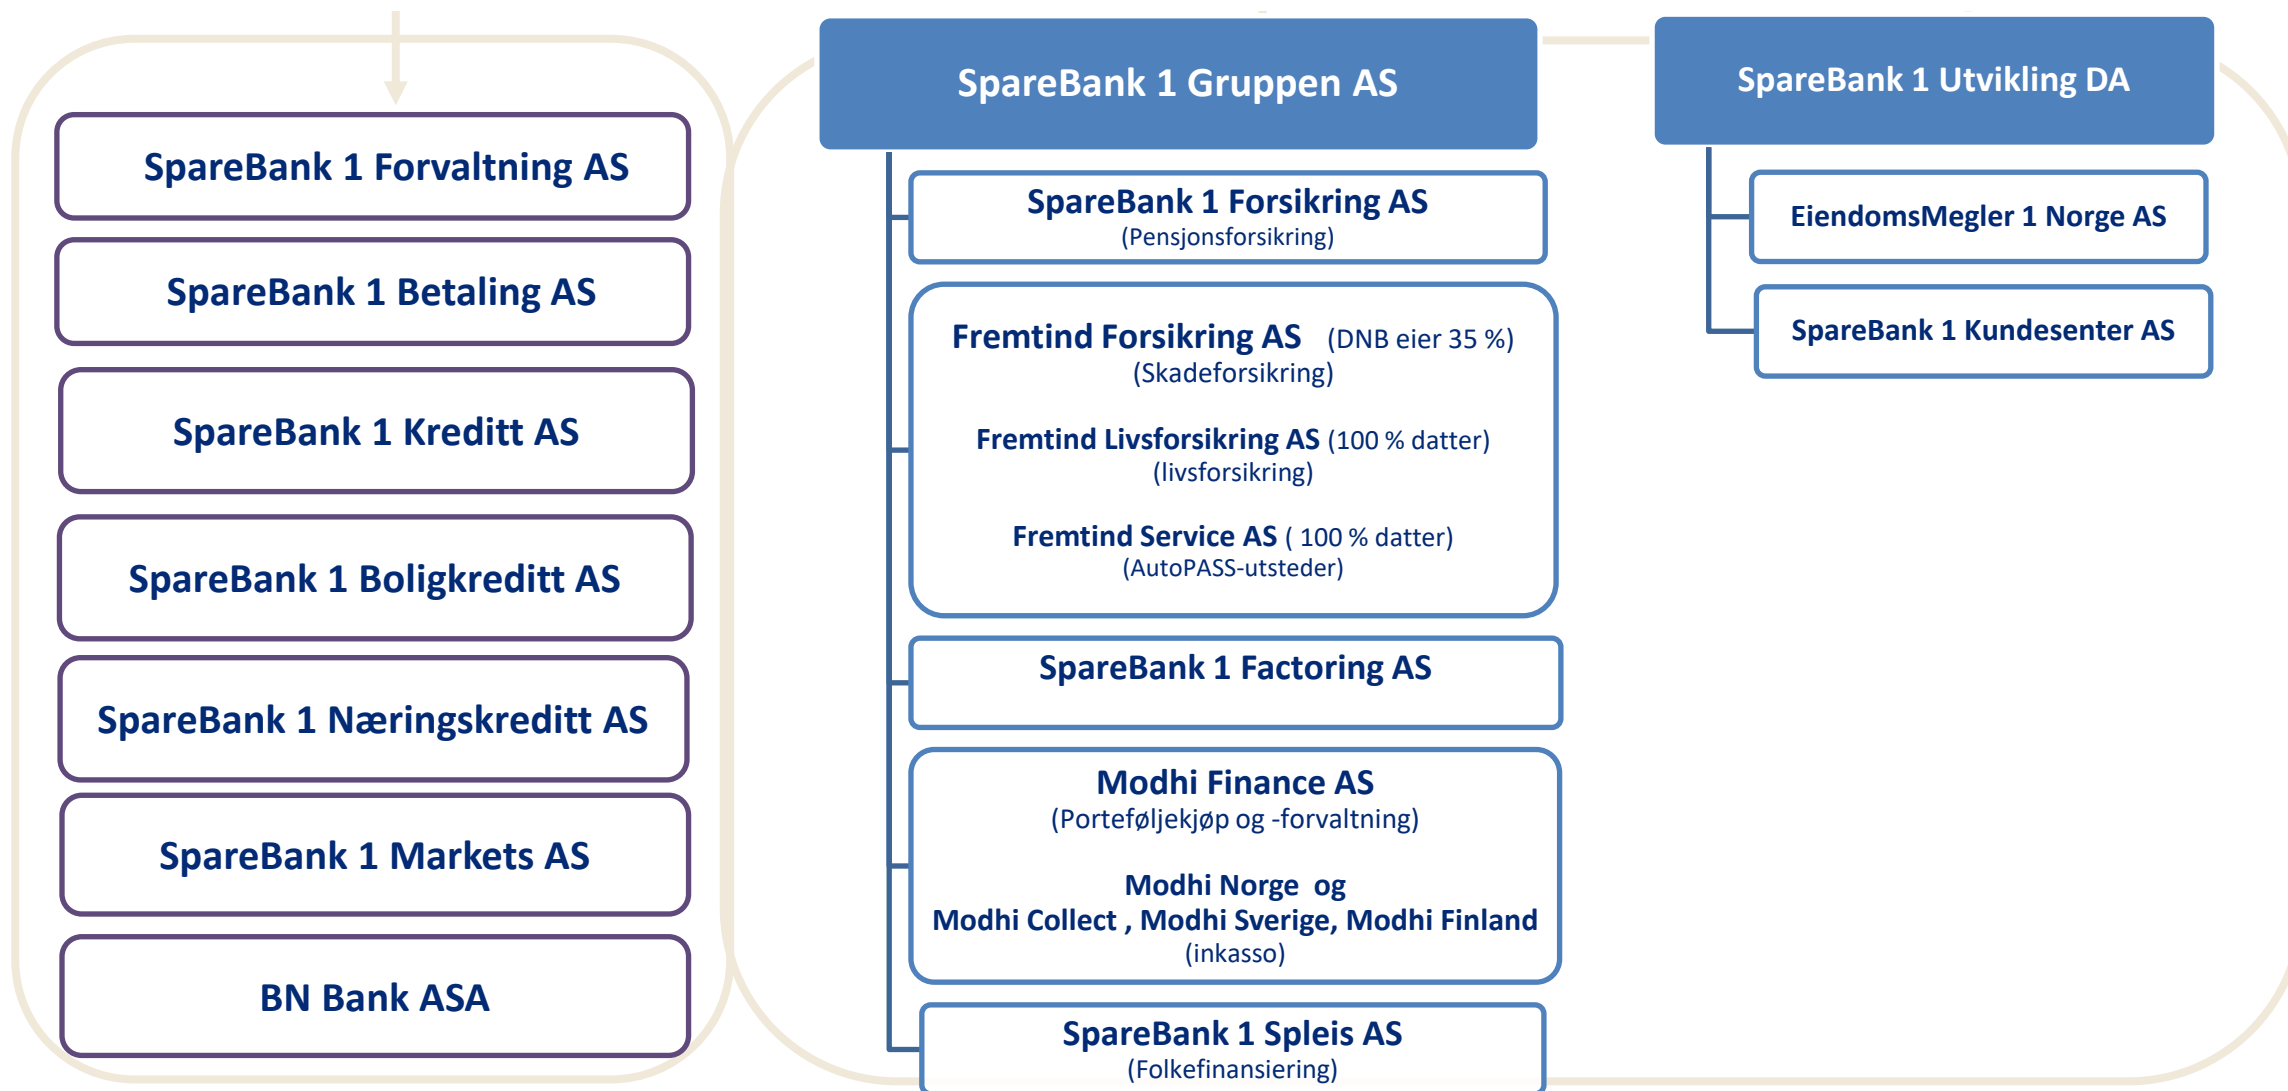 SpareBank 1 Forvaltning AS
SpareBank 1 Betaling AS
SpareBank 1 Kreditt AS
SpareBank 1 Boligkreditt AS
SpareBank 1 Næringskreditt AS
SpareBank 1 Markets AS
BN Bank ASA
SpareBank 1 Gruppen AS
SpareBank 1 Forsikring AS
(Pensjonsforsikring)
Fremtind Forsikring AS (DNB eier 35 %)
(Skadeforsikring)
Fremtind Livsforsikring AS (100 % datter)
(livsforsikring)
Fremtind Service AS ( 100 % datter)
(AutoPASS-utsteder)
SpareBank 1 Factoring AS
Modhi Finance AS
(Porteføljekjøp og -forvaltning)
Modhi Norge og
Modhi Collect , Modhi Sverige, Modhi Finland
(inkasso)
SpareBank 1 Spleis AS
(Folkefinansiering)
SpareBank 1 Utvikling DA
EiendomsMegler 1 Norge AS
SpareBank 1 Kundesenter AS